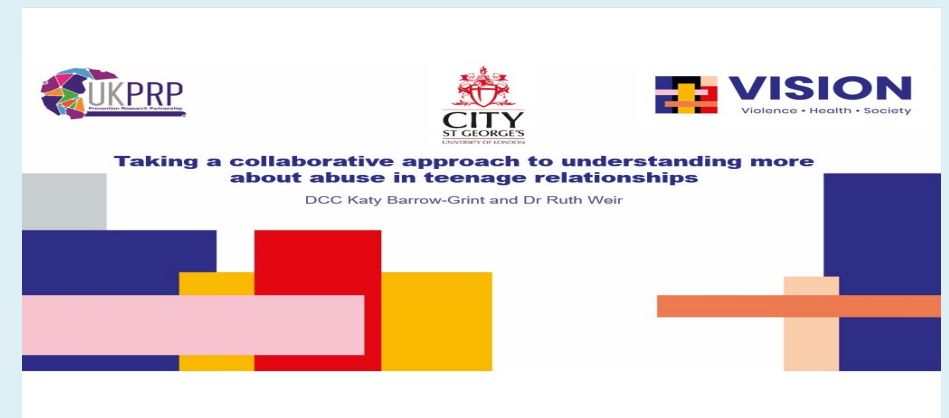 UKPRP
Prevention Research Partnership
CITY
ST GEORGE'S
UNIVERSITY OF LONDON
VISION
Violence • Health • Society
Taking a collaborative approach to understanding more
about abuse in teenage relationships
DCC Katy Barrow-Grint and Dr Ruth Weir